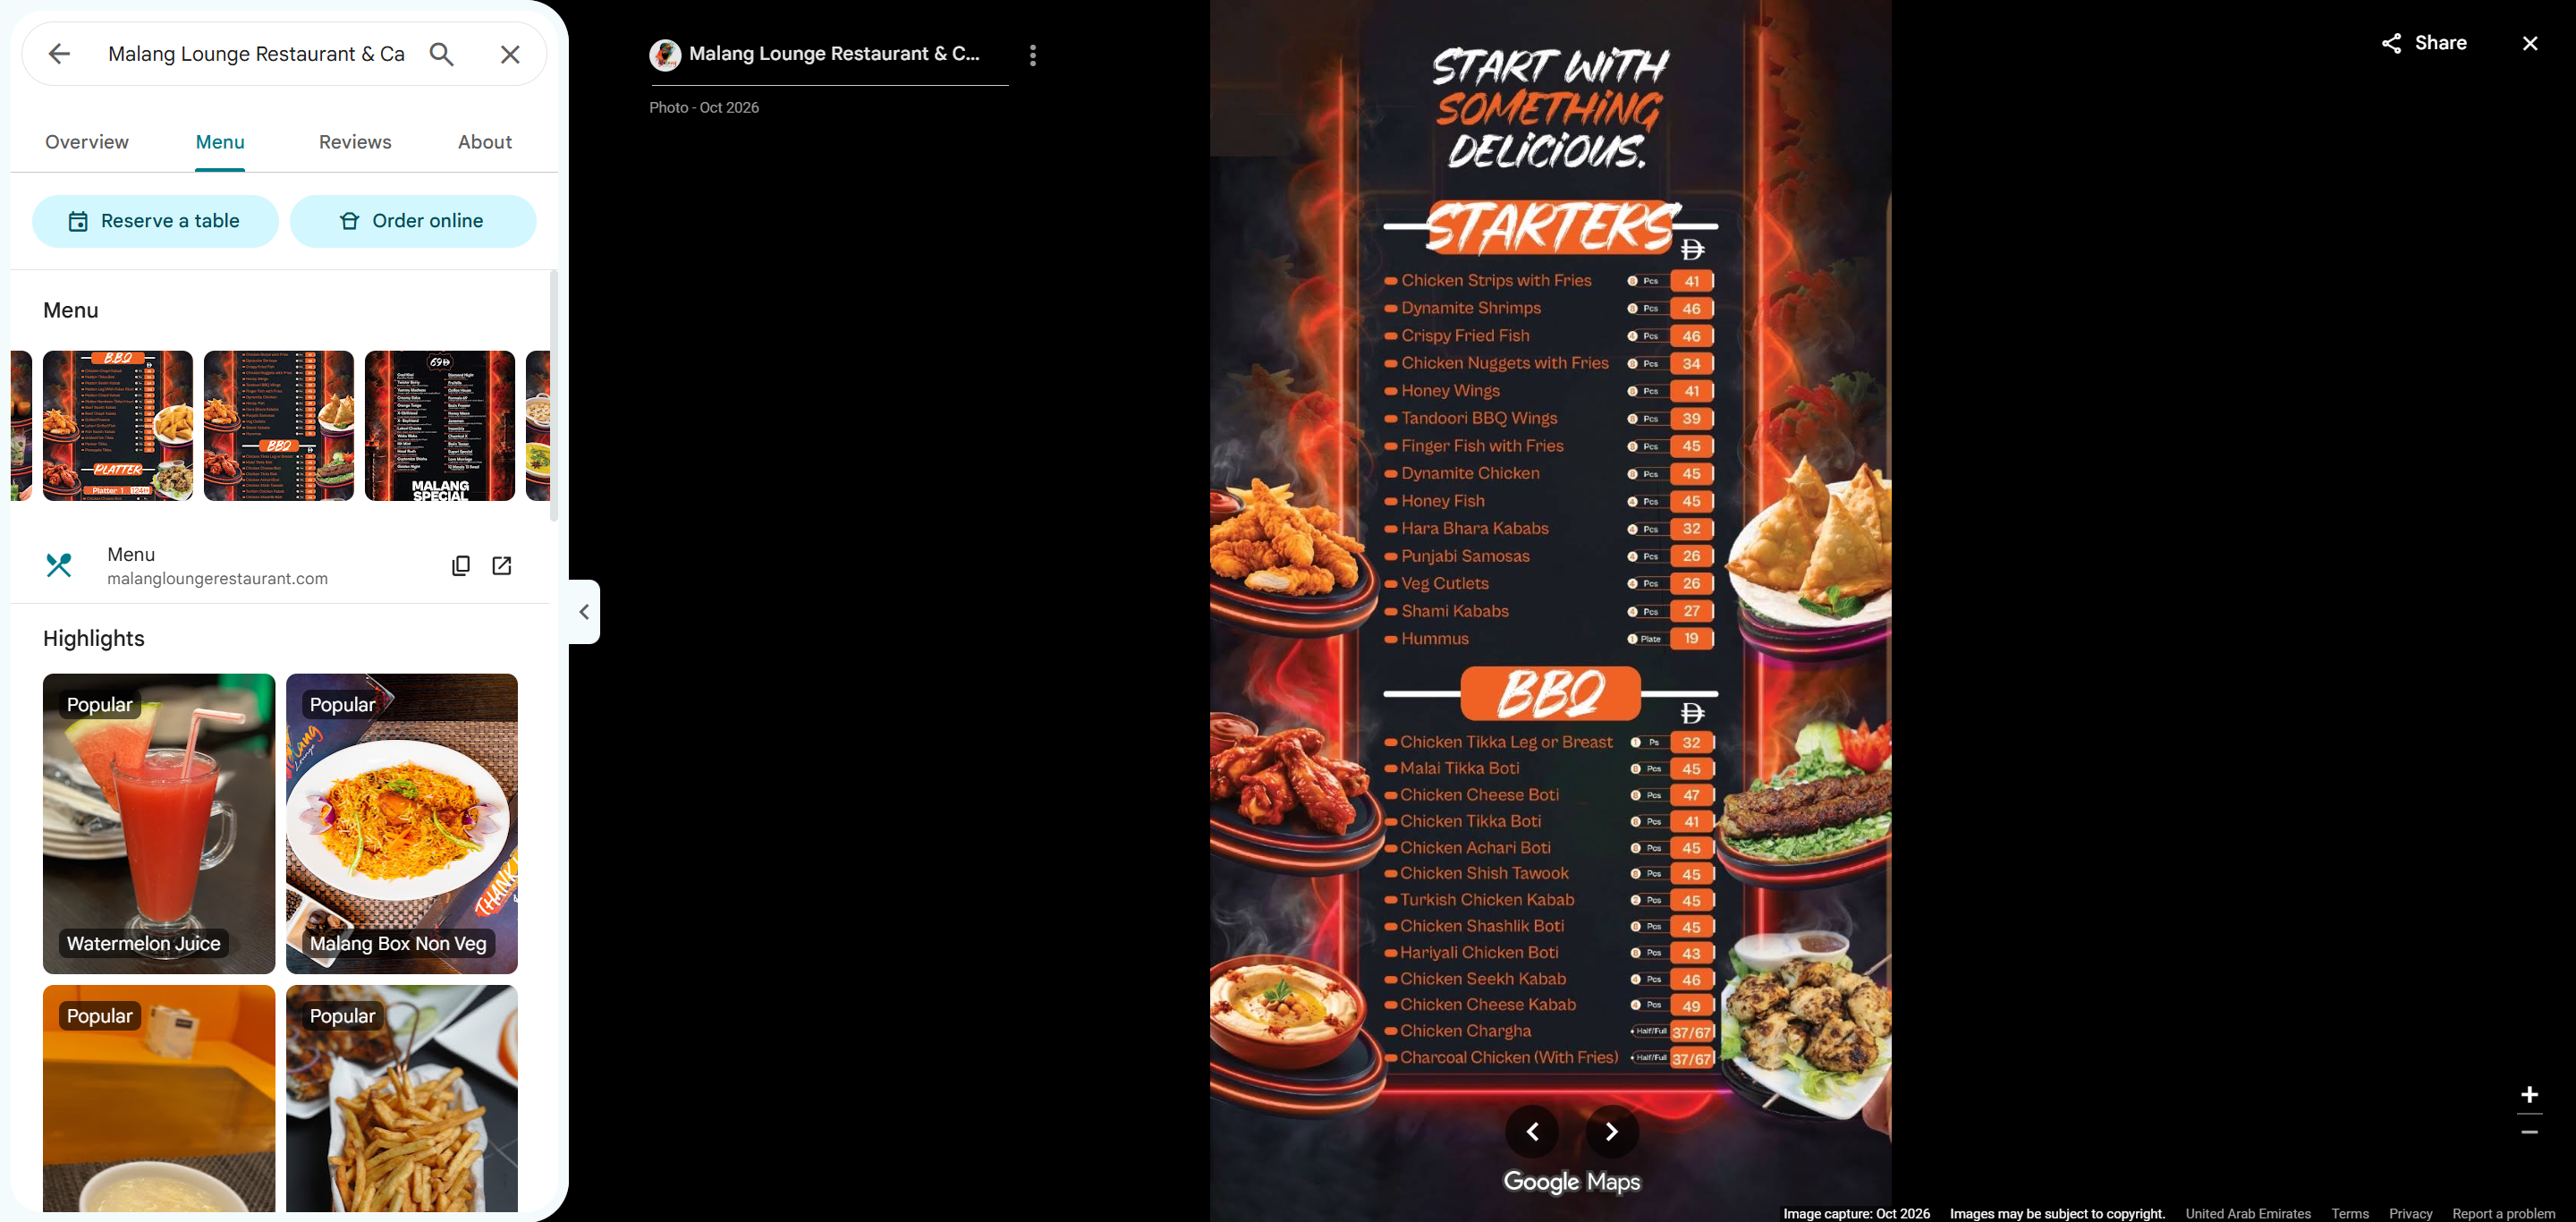 Malang Lounge Restaurant & Ca
Overview
Menu
Reviews
About
Reserve a table
Order online
Menu
BBQ
PLATTER
Platter 1
BBQ
69
MALANG
SPECIAL
Menu
malangloungerestaurant.com
Highlights
Popular
Watermelon Juice
Popular
Malang Box Non Veg
Popular
Popular
Malang Lounge Restaurant & C...
Photo - Oct 2026
START WITH
SOMETHING
DELICIOUS.
STARTERS
Chicken Strips with Fries Pcs 41
Dynamite Shrimps Pcs 46
Crispy Fried Fish Pcs 46
Chicken Nuggets with Fries Pcs 34
Honey Wings Pcs 41
Tandoori BBQ Wings Pcs 39
Finger Fish with Fries Pcs 45
Dynamite Chicken Pcs 45
Honey Fish Pcs 45
Hara Bhara Kababs Pcs 32
Punjabi Samosas Pcs 26
Veg Cutlets Pcs 26
Shami Kababs Pcs 27
Hummus 1 Plate 19
BBQ
Chicken Tikka Leg or Breast 1 Ps 32
Malai Tikka Boti Pcs 45
Chicken Cheese Boti Pcs 47
Chicken Tikka Boti Pcs 41
Chicken Achari Boti Pcs 45
Chicken Shish Tawook Pcs 45
Turkish Chicken Kabab 2 Pcs 45
Chicken Shashlik Boti Pcs 45
Hariyali Chicken Boti Pcs 43
Chicken Seekh Kabab Pcs 46
Chicken Cheese Kabab Pcs 49
Chicken Chargha Half/Full 37/67
Charcoal Chicken (With Fries) Half/Full 37/67
Google Maps
Share
Image capture: Oct 2026 Images may be subject to copyright. United Arab Emirates Terms Privacy Report a problem